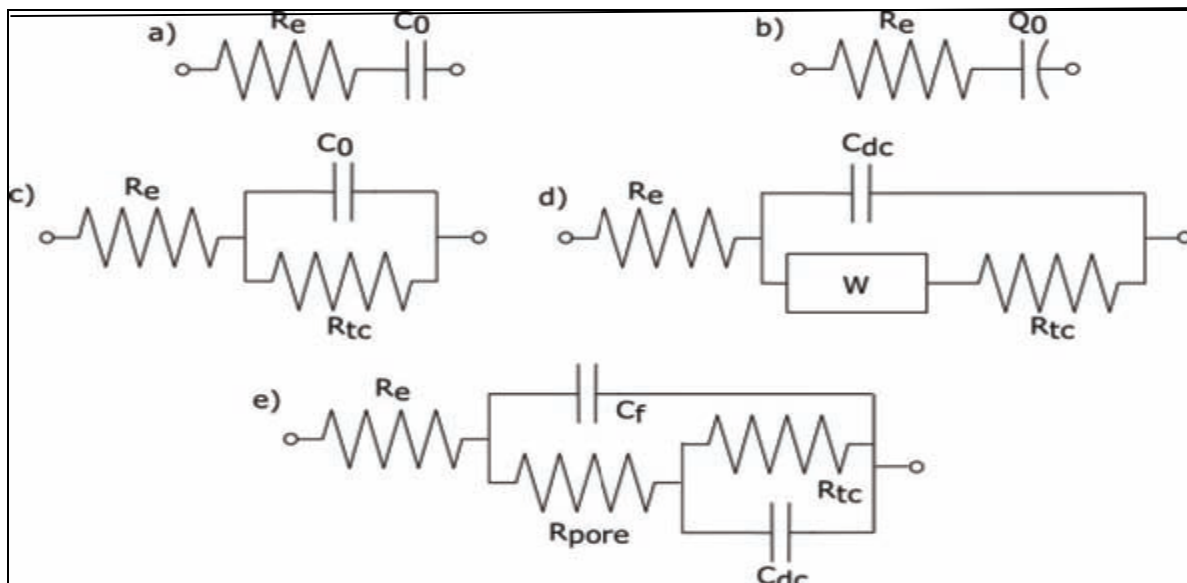 a) Re C0
b) Re Q0
c) Re C0
Rtc
d) Re Cdc
W
Rtc
e) Re Cf
Rtc
Rpore
Cdc